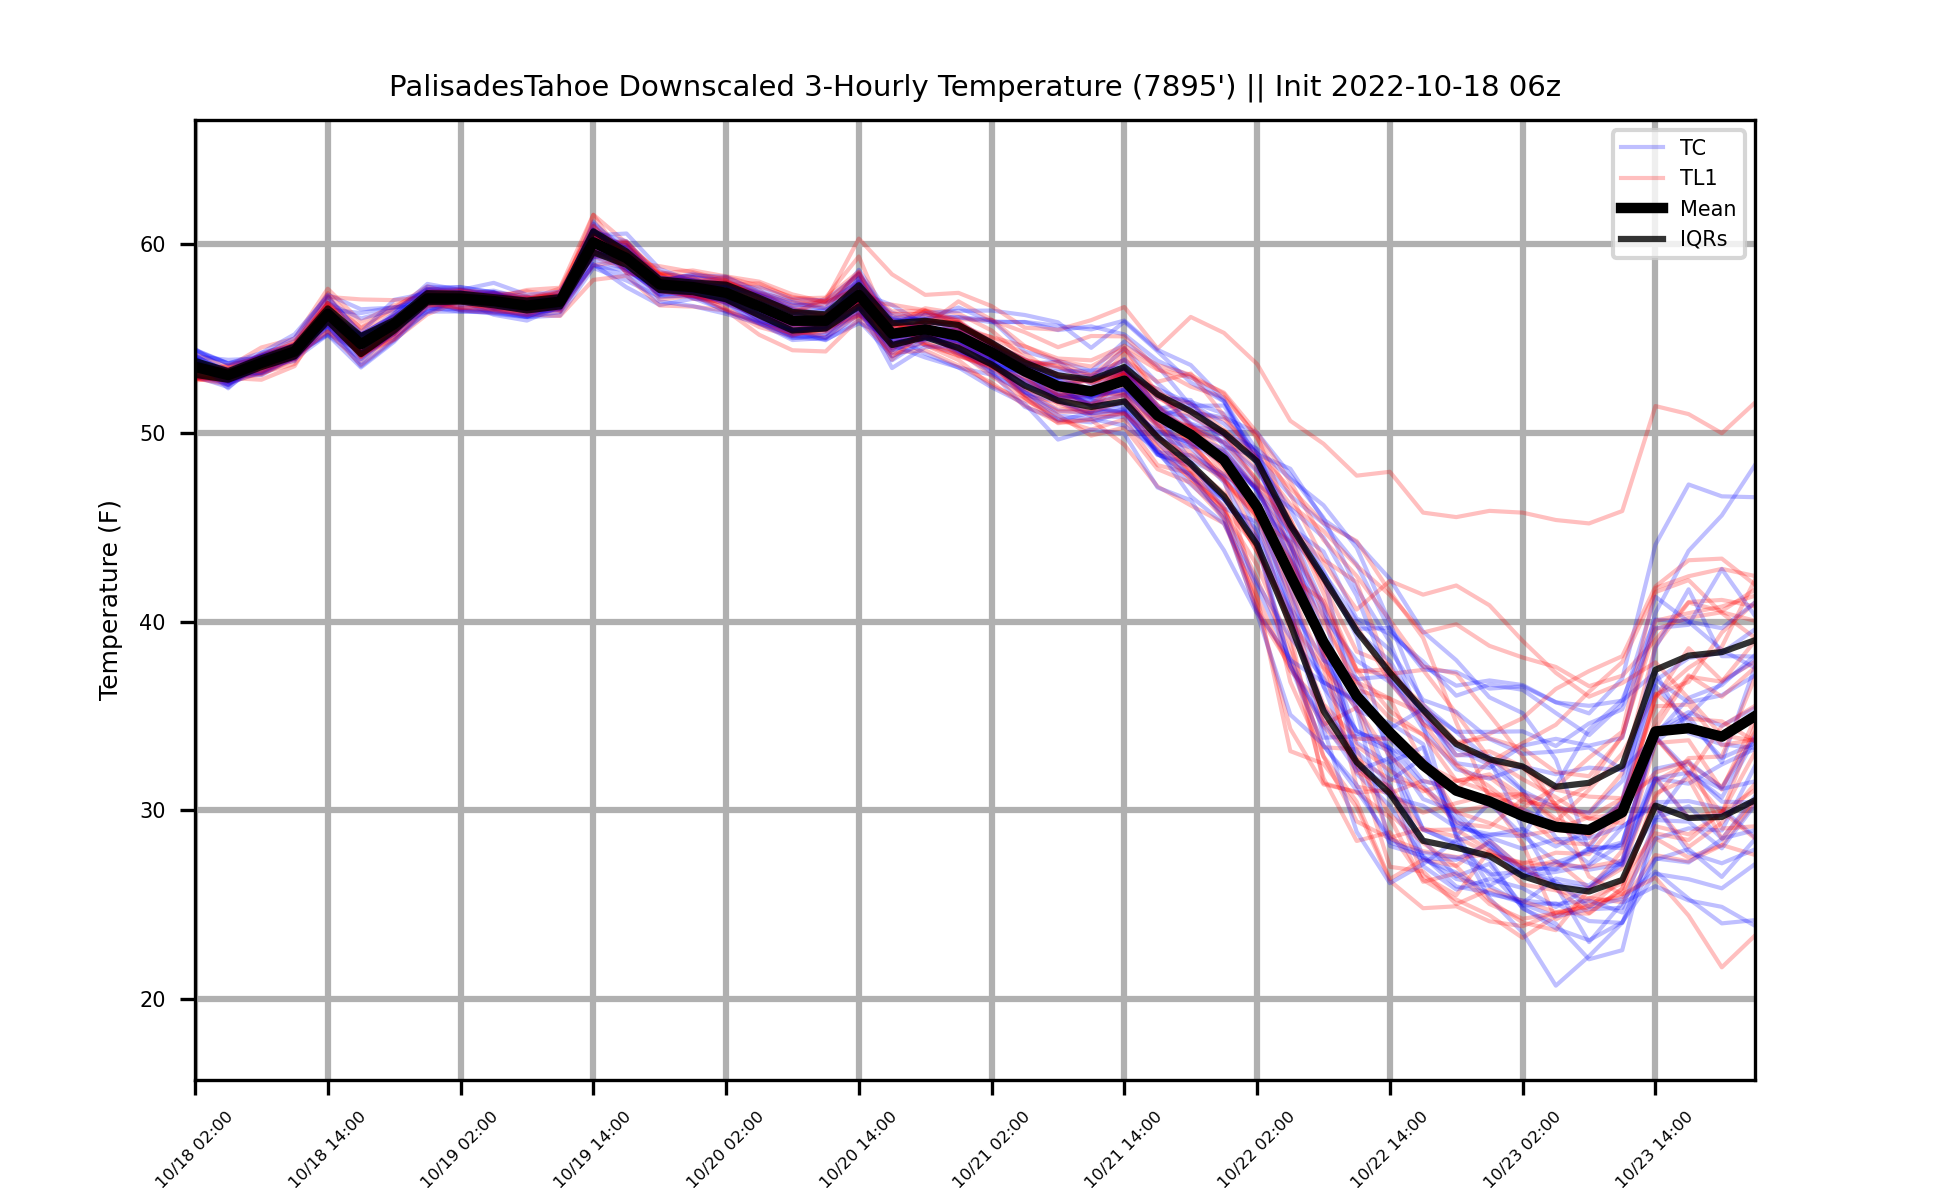 PalisadesTahoe Downscaled 3-Hourly Temperature (7895') || Init 2022-10-18 06z
TC
TL1
Mean
IQRs
Temperature (F)
60
50
40
30
20
10/18 02:00
10/18 14:00
10/19 02:00
10/19 14:00
10/20 02:00
10/20 14:00
10/21 02:00
10/21 14:00
10/22 02:00
10/22 14:00
10/23 02:00
10/23 14:00